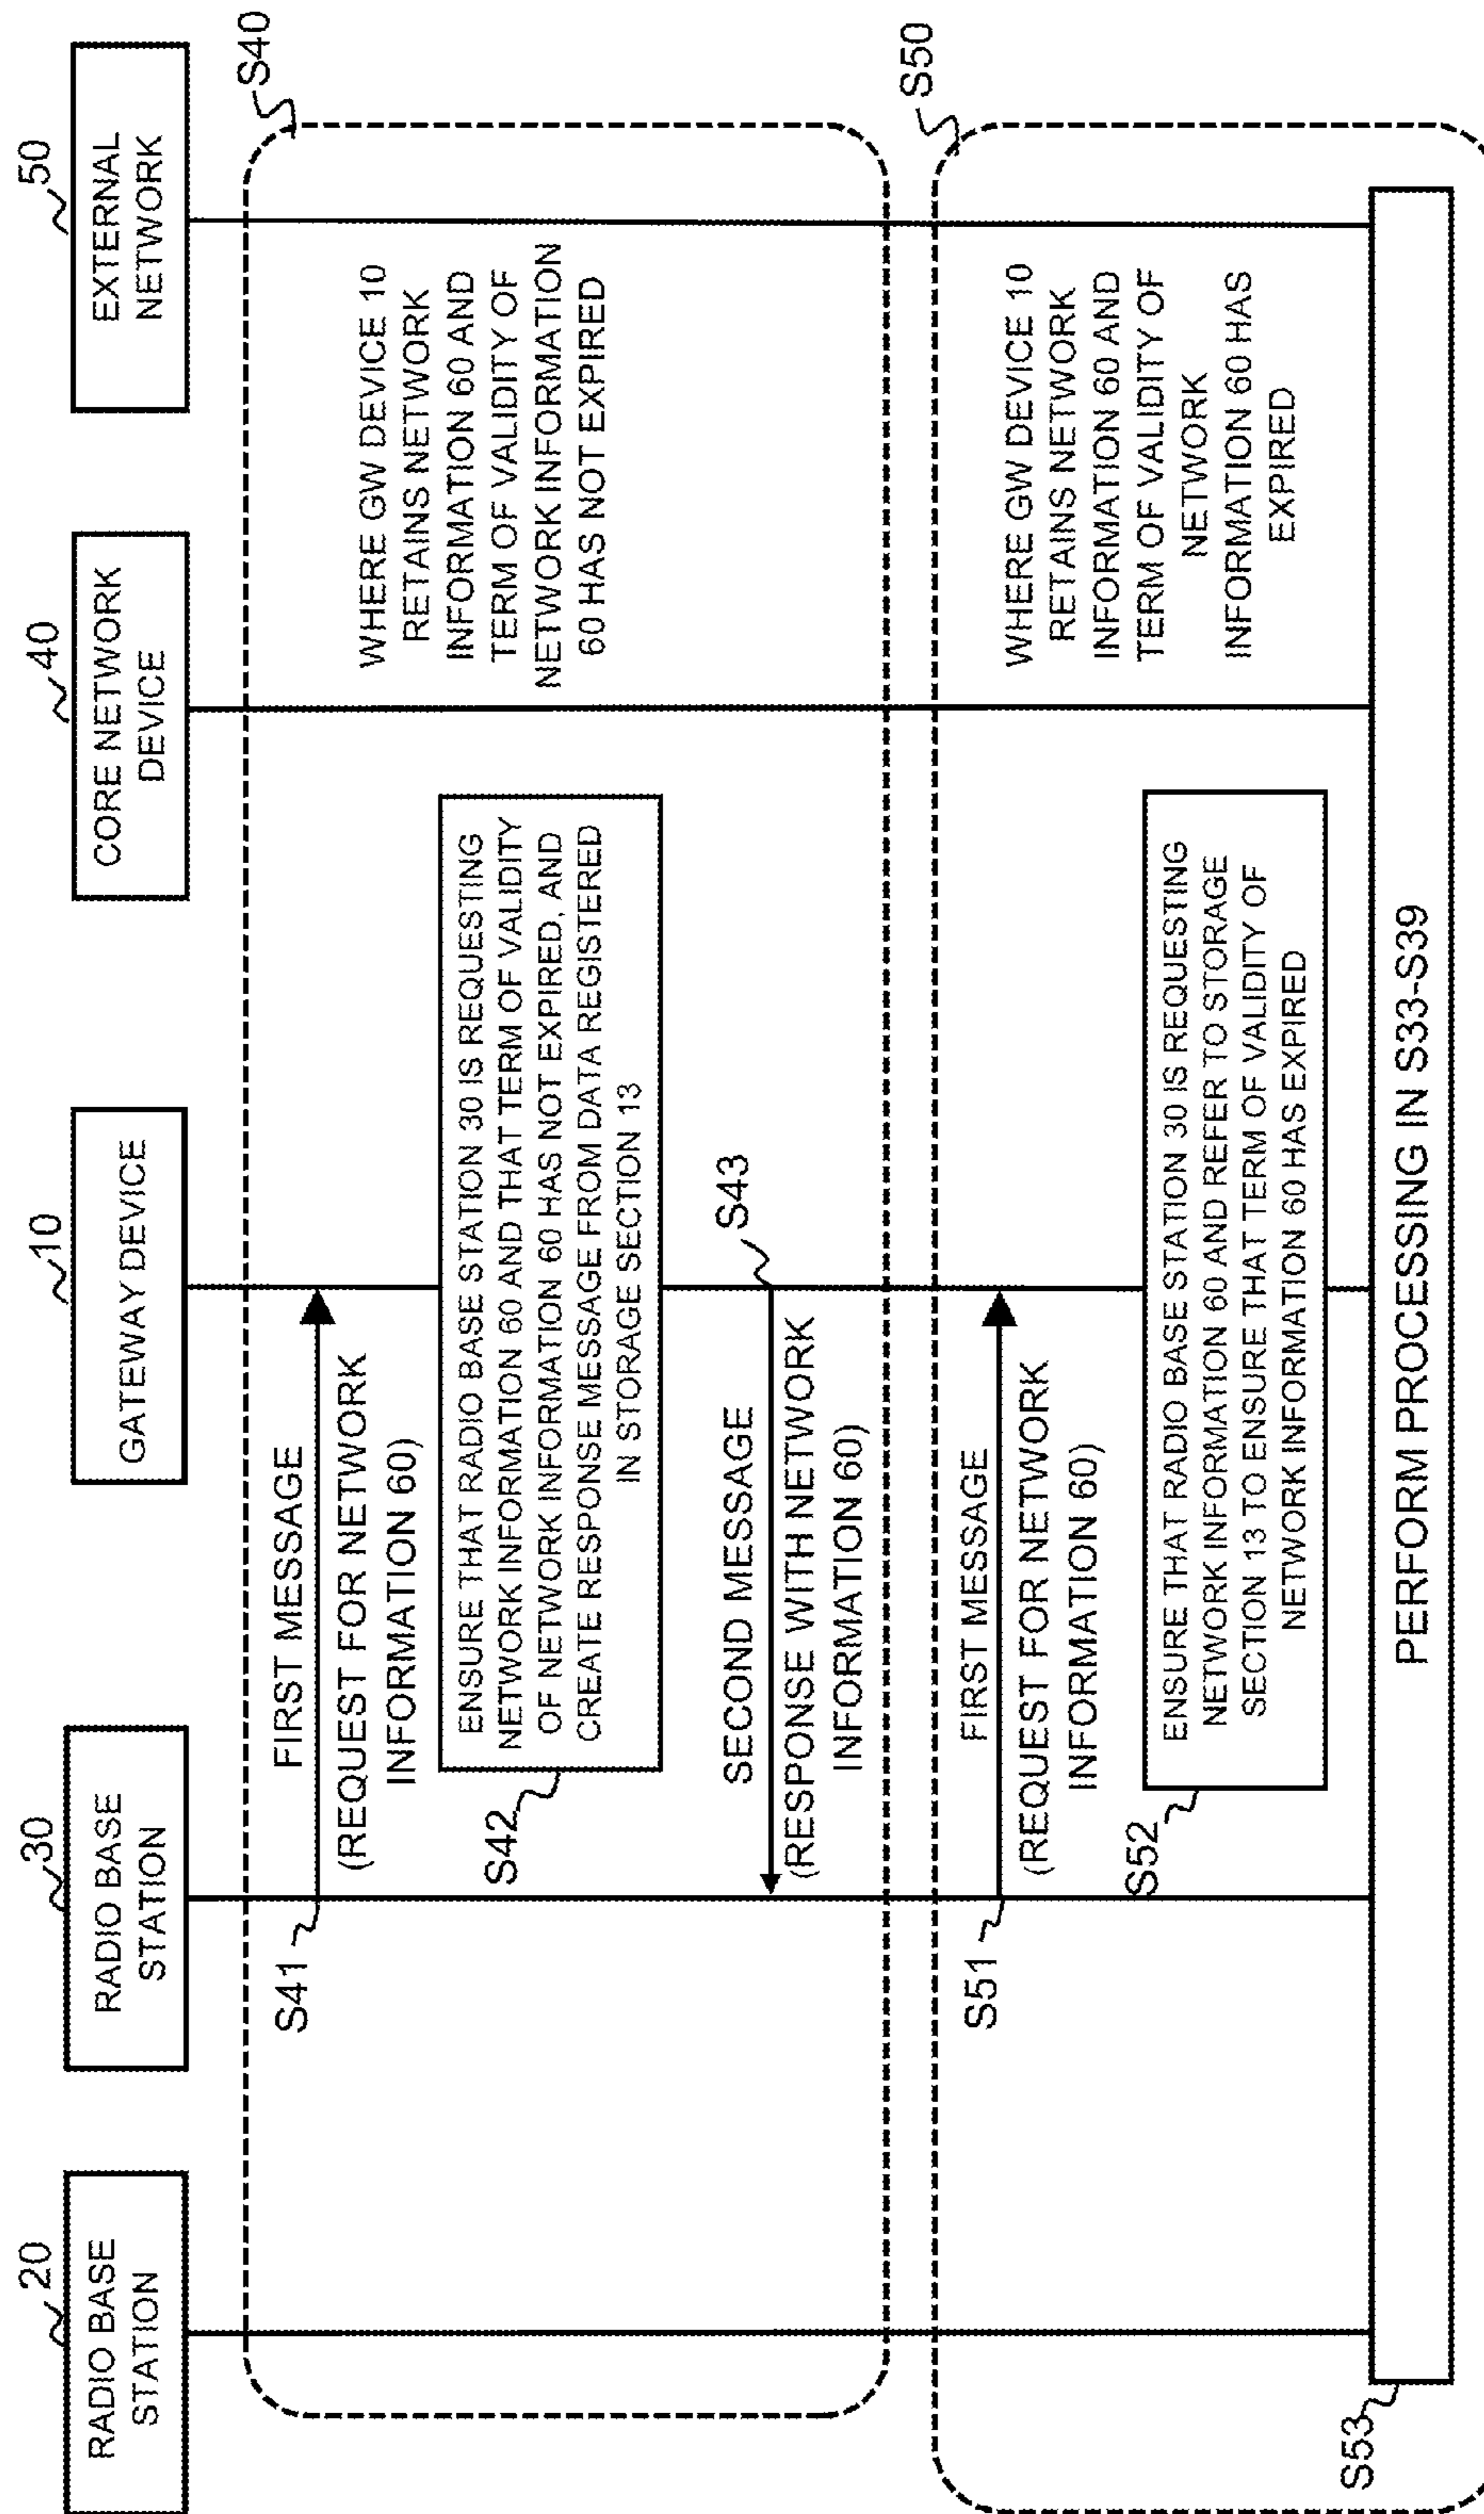 20
RADIO BASE
STATION
30
RADIO BASE
STATION
10
GATEWAY DEVICE
40
CORE NETWORK
DEVICE
50
EXTERNAL
NETWORK
S40
S41
FIRST MESSAGE
(REQUEST FOR NETWORK
INFORMATION 60)
WHERE GW DEVICE 10
RETAINS NETWORK
INFORMATION 60 AND
TERM OF VALIDITY OF
NETWORK INFORMATION
60 HAS NOT EXPIRED
S42
ENSURE THAT RADIO BASE STATION 30 IS REQUESTING
NETWORK INFORMATION 60 AND THAT TERM OF VALIDITY
OF NETWORK INFORMATION 60 HAS NOT EXPIRED, AND
CREATE RESPONSE MESSAGE FROM DATA REGISTERED
IN STORAGE SECTION 13
S43
SECOND MESSAGE
(RESPONSE WITH NETWORK
INFORMATION 60)
S50
S51
FIRST MESSAGE
(REQUEST FOR NETWORK
INFORMATION 60)
WHERE GW DEVICE 10
RETAINS NETWORK
INFORMATION 60 AND
TERM OF VALIDITY OF
NETWORK
INFORMATION 60 HAS
EXPIRED
S52
ENSURE THAT RADIO BASE STATION 30 IS REQUESTING
NETWORK INFORMATION 60 AND REFER TO STORAGE
SECTION 13 TO ENSURE THAT TERM OF VALIDITY OF
NETWORK INFORMATION 60 HAS EXPIRED
S53
PERFORM PROCESSING IN S33-S39